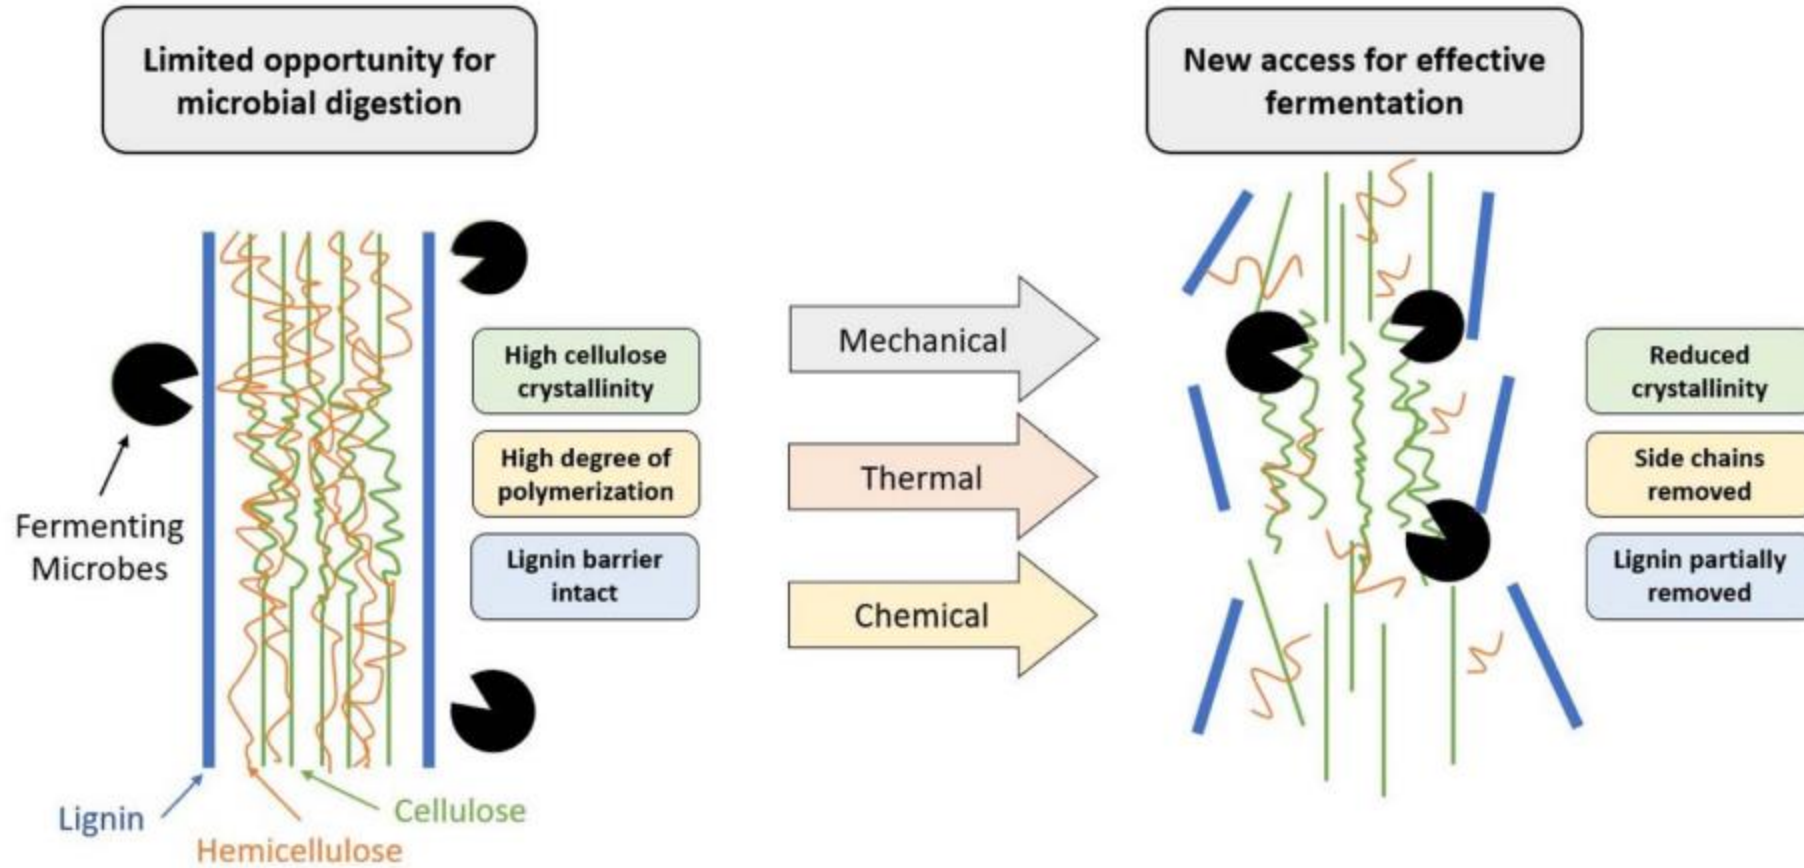 Limited opportunity for
microbial digestion
New access for effective
fermentation
High cellulose
crystallinity
High degree of
polymerization
Lignin barrier
intact
Fermenting
Microbes
Lignin
Hemicellulose
Cellulose
Mechanical
Thermal
Chemical
Reduced
crystallinity
Side chains
removed
Lignin partially
removed